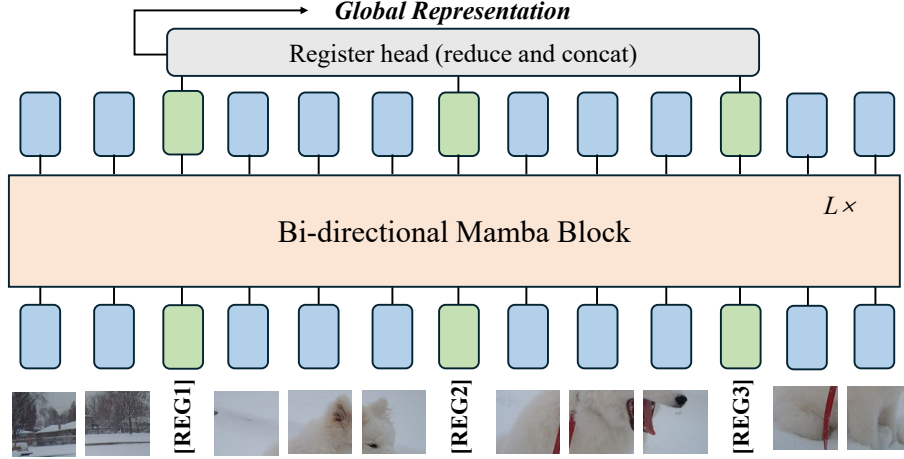 Global Representation
Register head (reduce and concat)
L×
Bi-directional Mamba Block
[REG1]
[REG2]
[REG3]